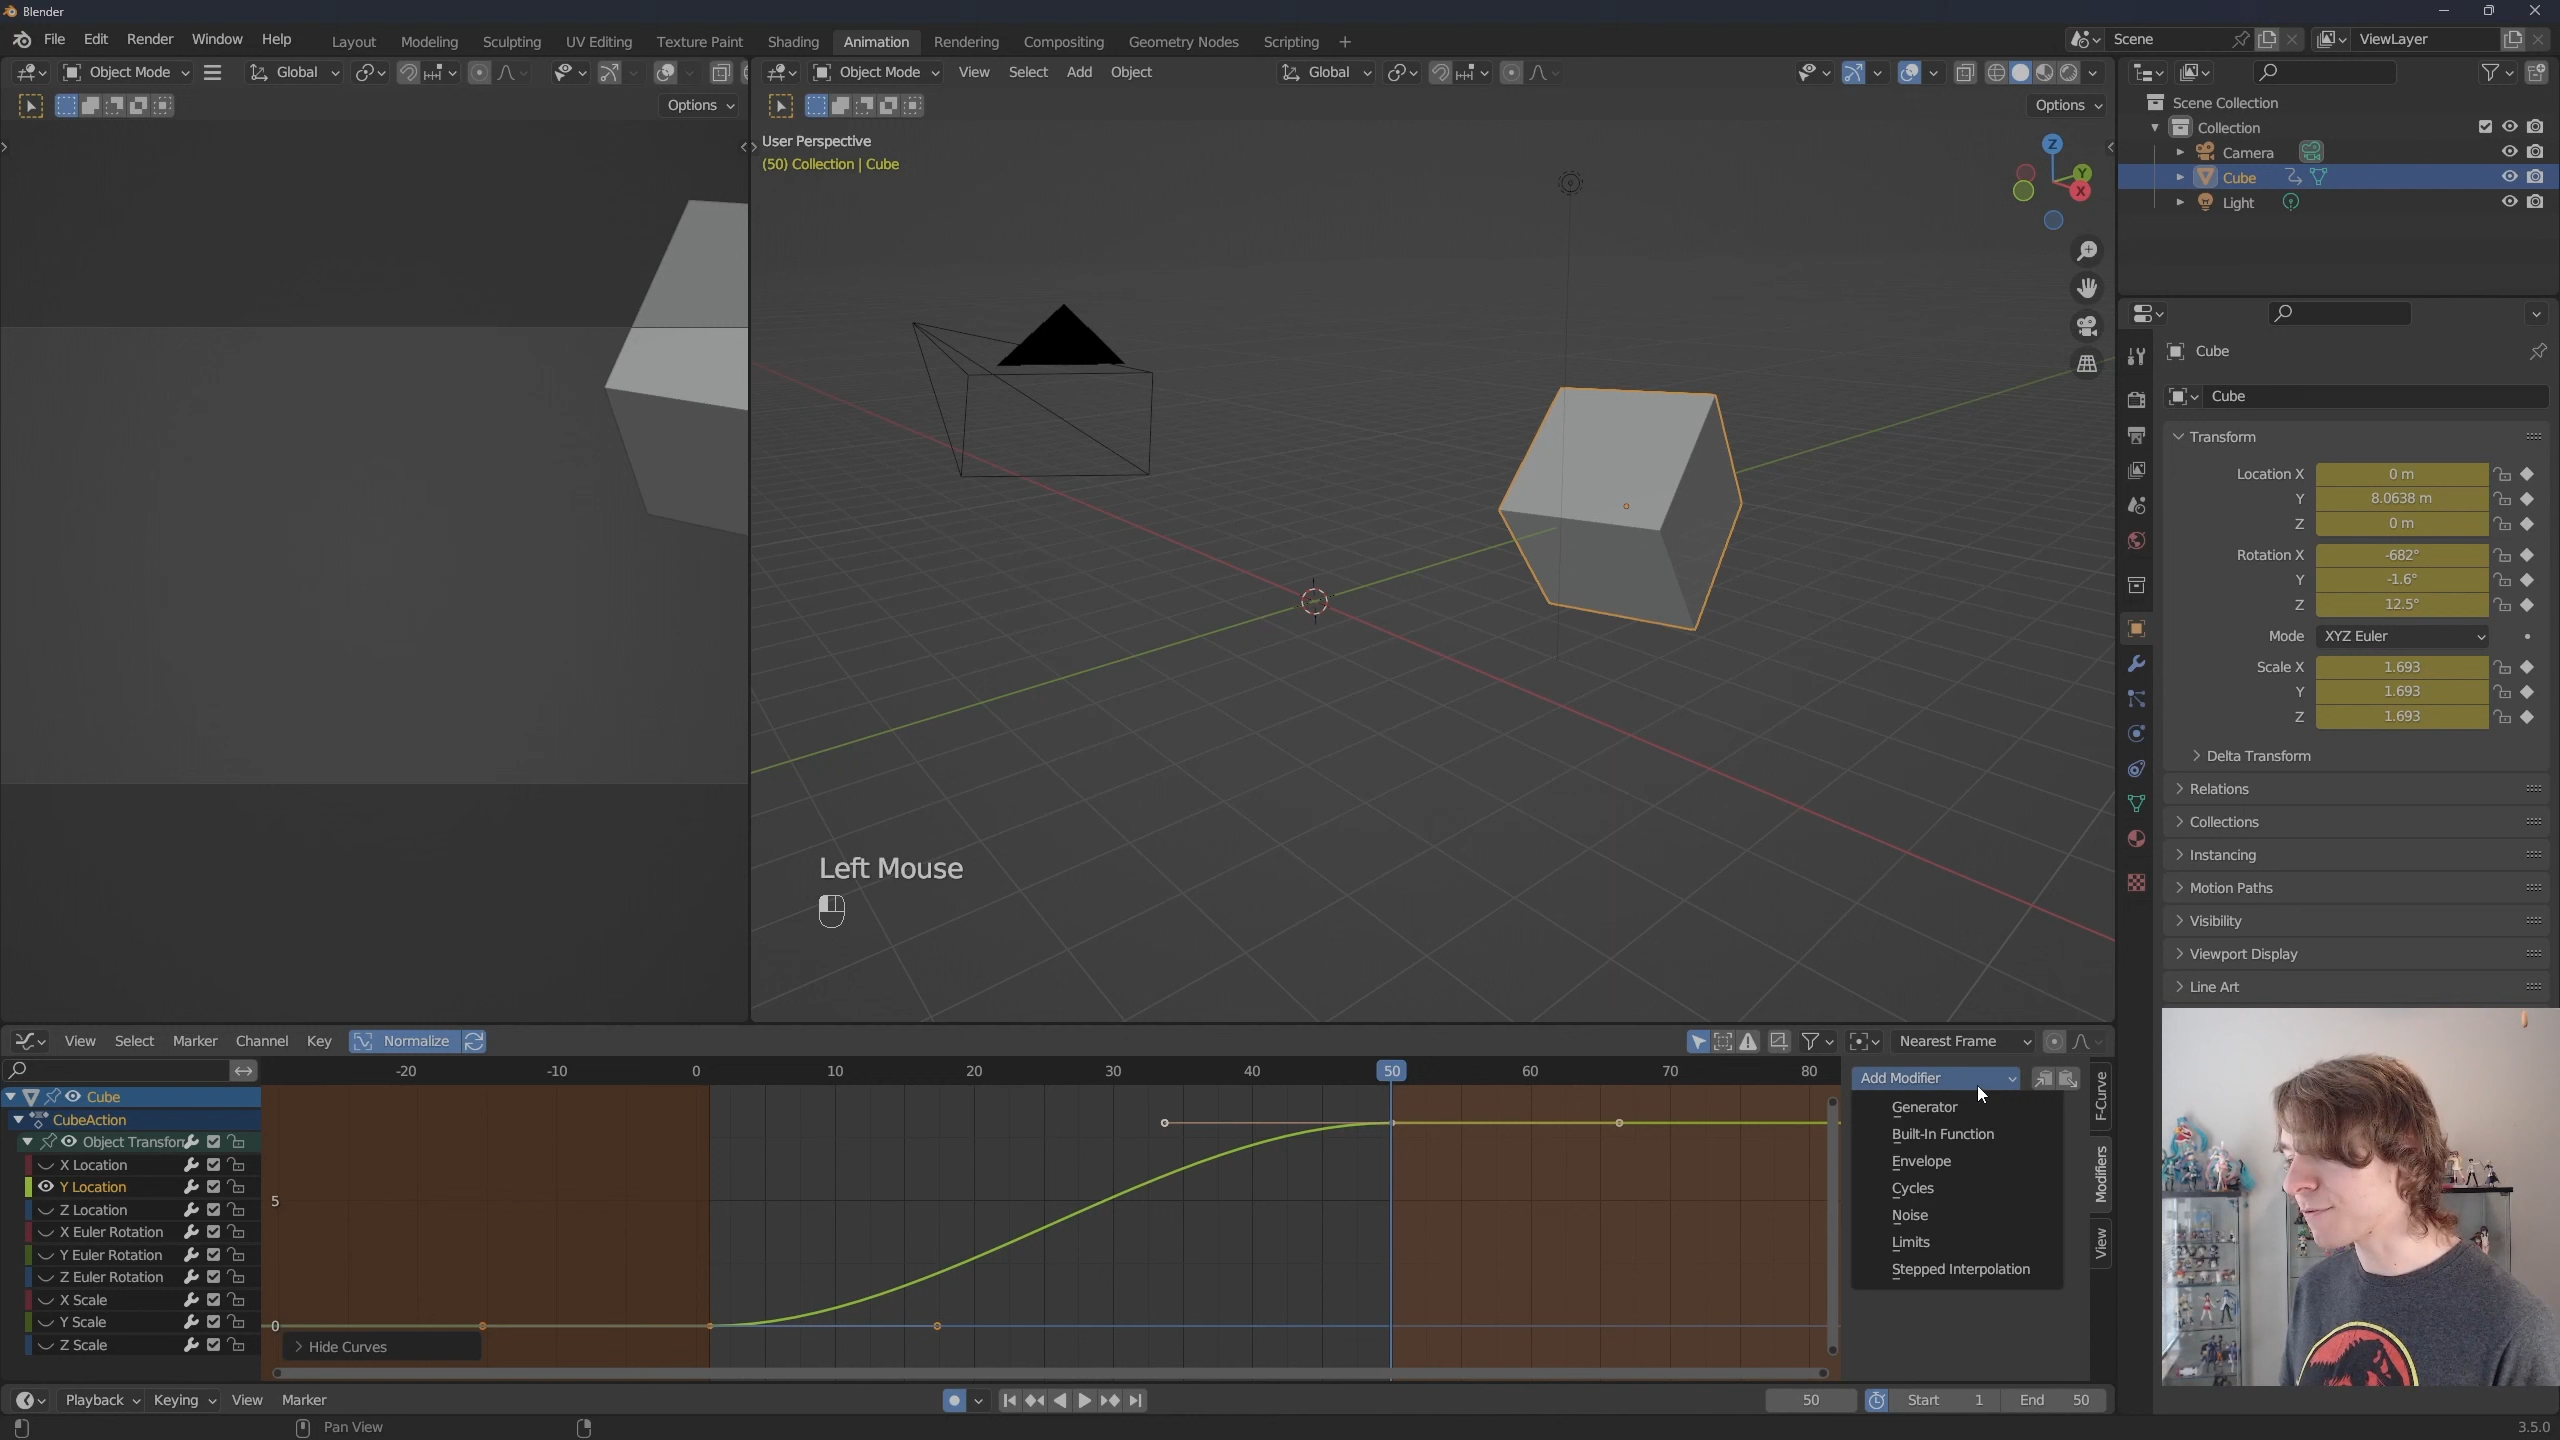 Blender
File Edit Render Window Help Layout Modeling Sculpting UV Editing Texture Paint Shading Animation Rendering Compositing Geometry Nodes Scripting + Scene ViewLayer
Object Mode Global Object Mode View Select Add Object Global
Options Options
User Perspective
(50) Collection | Cube
Z
Y
X
Scene Collection
Collection
Camera
Cube
Light
Cube
Cube
Transform
Location X 0 m
Y 8.0638 m
Z 0 m
Rotation X -682°
Y -1.6°
Z 12.5°
Mode XYZ Euler
Scale X 1.693
Y 1.693
Z 1.693
Delta Transform
Relations
Collections
Instancing
Motion Paths
Visibility
Viewport Display
Line Art
Left Mouse
View Select Marker Channel Key Normalize Nearest Frame
-20 -10 0 10 20 30 40 50 60 70 80
Cube
CubeAction
Object Transfor
X Location
Y Location
Z Location
X Euler Rotation
Y Euler Rotation
Z Euler Rotation
X Scale
Y Scale
Z Scale
5
0
Hide Curves
Add Modifier
Generator
Built-In Function
Envelope
Cycles
Noise
Limits
Stepped Interpolation
F-Curve
Modifiers
View
Playback Keying View Marker 50 Start 1 End 50
Pan View 3.5.0